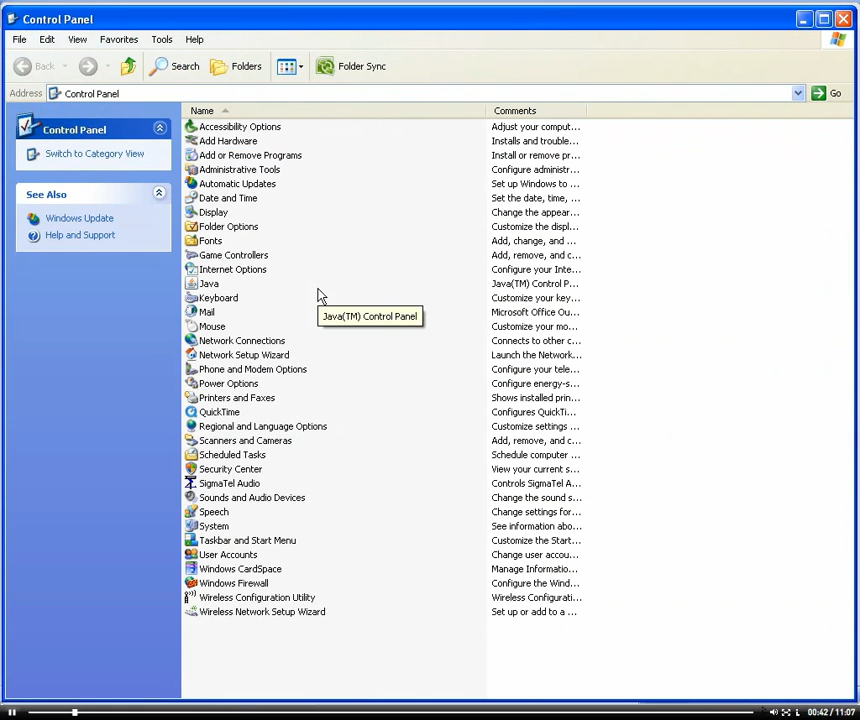 Control Panel
File Edit View Favorites Tools Help
Back Search Folders Folder Sync
Address Control Panel Go
Control Panel
Switch to Category View
See Also
Windows Update
Help and Support
Name Comments
Accessibility Options Adjust your comput...
Add Hardware Installs and trouble...
Add or Remove Programs Install or remove pr...
Administrative Tools Configure administr...
Automatic Updates Set up Windows to ...
Date and Time Set the date, time, ...
Display Change the appear...
Folder Options Customize the displ...
Fonts Add, change, and ...
Game Controllers Add, remove, and c...
Internet Options Configure your Inte...
Java Java(TM) Control P...
Keyboard Customize your key...
Mail Microsoft Office Ou...
Java(TM) Control Panel
Mouse Customize your mo...
Network Connections Connects to other c...
Network Setup Wizard Launch the Network...
Phone and Modem Options Configure your tele...
Power Options Configure energy-s...
Printers and Faxes Shows installed prin...
QuickTime Configures QuickTi...
Regional and Language Options Customize settings ...
Scanners and Cameras Add, remove, and c...
Scheduled Tasks Schedule computer ...
Security Center View your current s...
SigmaTel Audio Controls SigmaTel A...
Sounds and Audio Devices Change the sound s...
Speech Change settings for...
System See information abo...
Taskbar and Start Menu Customize the Start...
User Accounts Change user accou...
Windows CardSpace Manage Informatio...
Windows Firewall Configure the Wind...
Wireless Configuration Utility Wireless Configurati...
Wireless Network Setup Wizard Set up or add to a ...
00:42 / 11:07